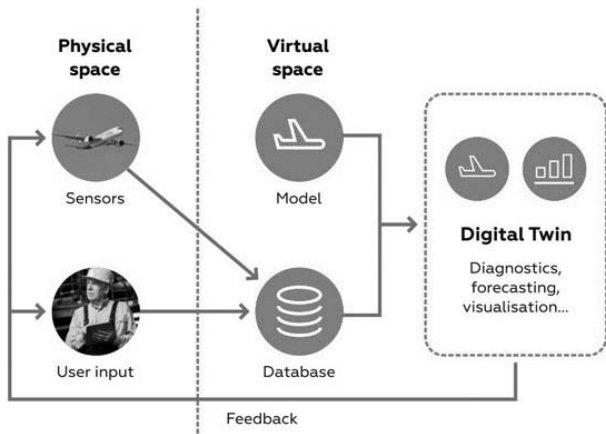 Physical
space
Virtual
space
Sensors
Model
Digital Twin
Diagnostics,
forecasting,
visualisation...
User input
Database
Feedback